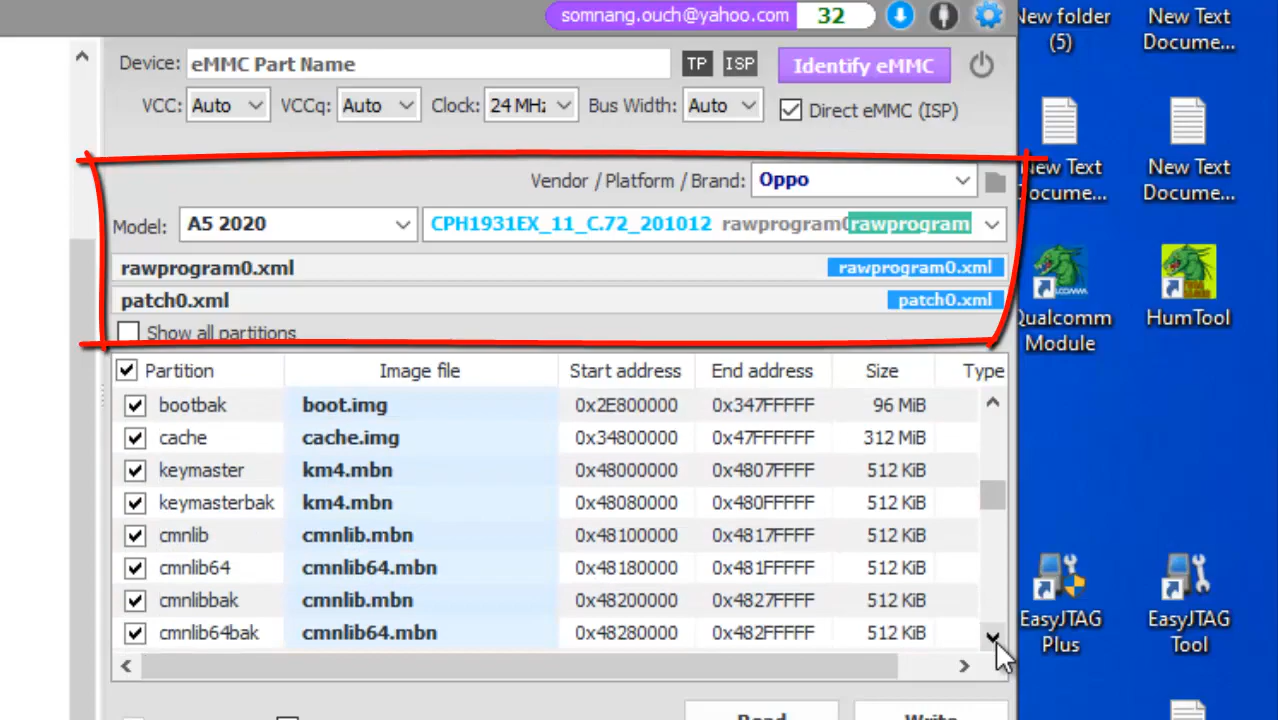 somnang.ouch@yahoo.com 32
Device: eMMC Part Name TP ISP Identify eMMC
VCC: Auto VCCq: Auto Clock: 24 MHz Bus Width: Auto Direct eMMC (ISP)
Vendor / Platform / Brand: Oppo
Model: A5 2020 CPH1931EX_11_C.72_201012 rawprogram0 rawprogram
rawprogram0.xml rawprogram0.xml
patch0.xml patch0.xml
Show all partitions
Partition Image file Start address End address Size Type
bootbak boot.img 0x2E800000 0x347FFFFF 96 MiB
cache cache.img 0x34800000 0x47FFFFFF 312 MiB
keymaster km4.mbn 0x48000000 0x4807FFFF 512 KiB
keymasterbak km4.mbn 0x48080000 0x480FFFFF 512 KiB
cmnlib cmnlib.mbn 0x48100000 0x4817FFFF 512 KiB
cmnlib64 cmnlib64.mbn 0x48180000 0x481FFFFF 512 KiB
cmnlibbak cmnlib.mbn 0x48200000 0x4827FFFF 512 KiB
cmnlib64bak cmnlib64.mbn 0x48280000 0x482FFFFF 512 KiB
Read Write
New folder
(5)
New Text
Docume...
New Text
Docume...
New Text
Docume...
Qualcomm
Module
HumTool
EasyJTAG
Plus
EasyJTAG
Tool